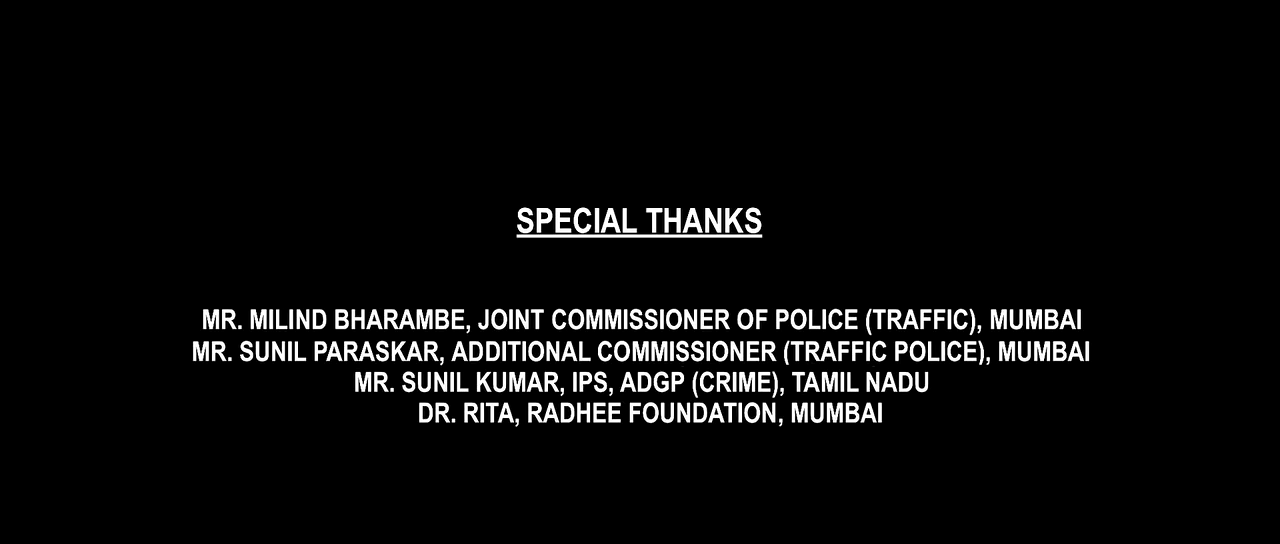 SPECIAL THANKS
MR. MILIND BHARAMBE, JOINT COMMISSIONER OF POLICE (TRAFFIC), MUMBAI
MR. SUNIL PARASKAR, ADDITIONAL COMMISSIONER (TRAFFIC POLICE), MUMBAI
MR. SUNIL KUMAR, IPS, ADGP (CRIME), TAMIL NADU
DR. RITA, RADHEE FOUNDATION, MUMBAI